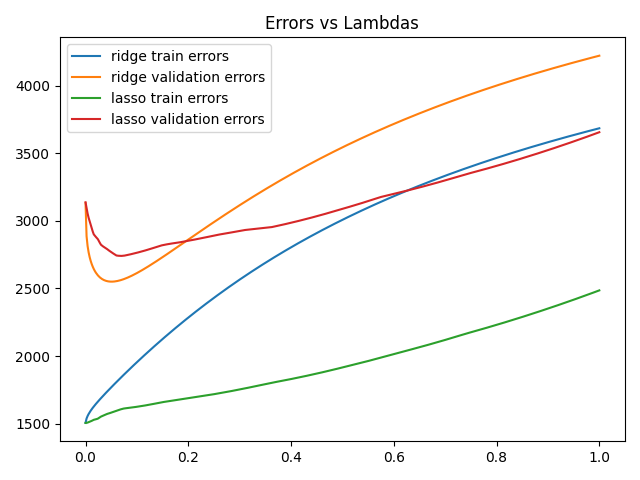 Errors vs Lambdas
ridge train errors
ridge validation errors
lasso train errors
lasso validation errors
4000
3500
3000
2500
2000
1500
0.0 0.2 0.4 0.6 0.8 1.0